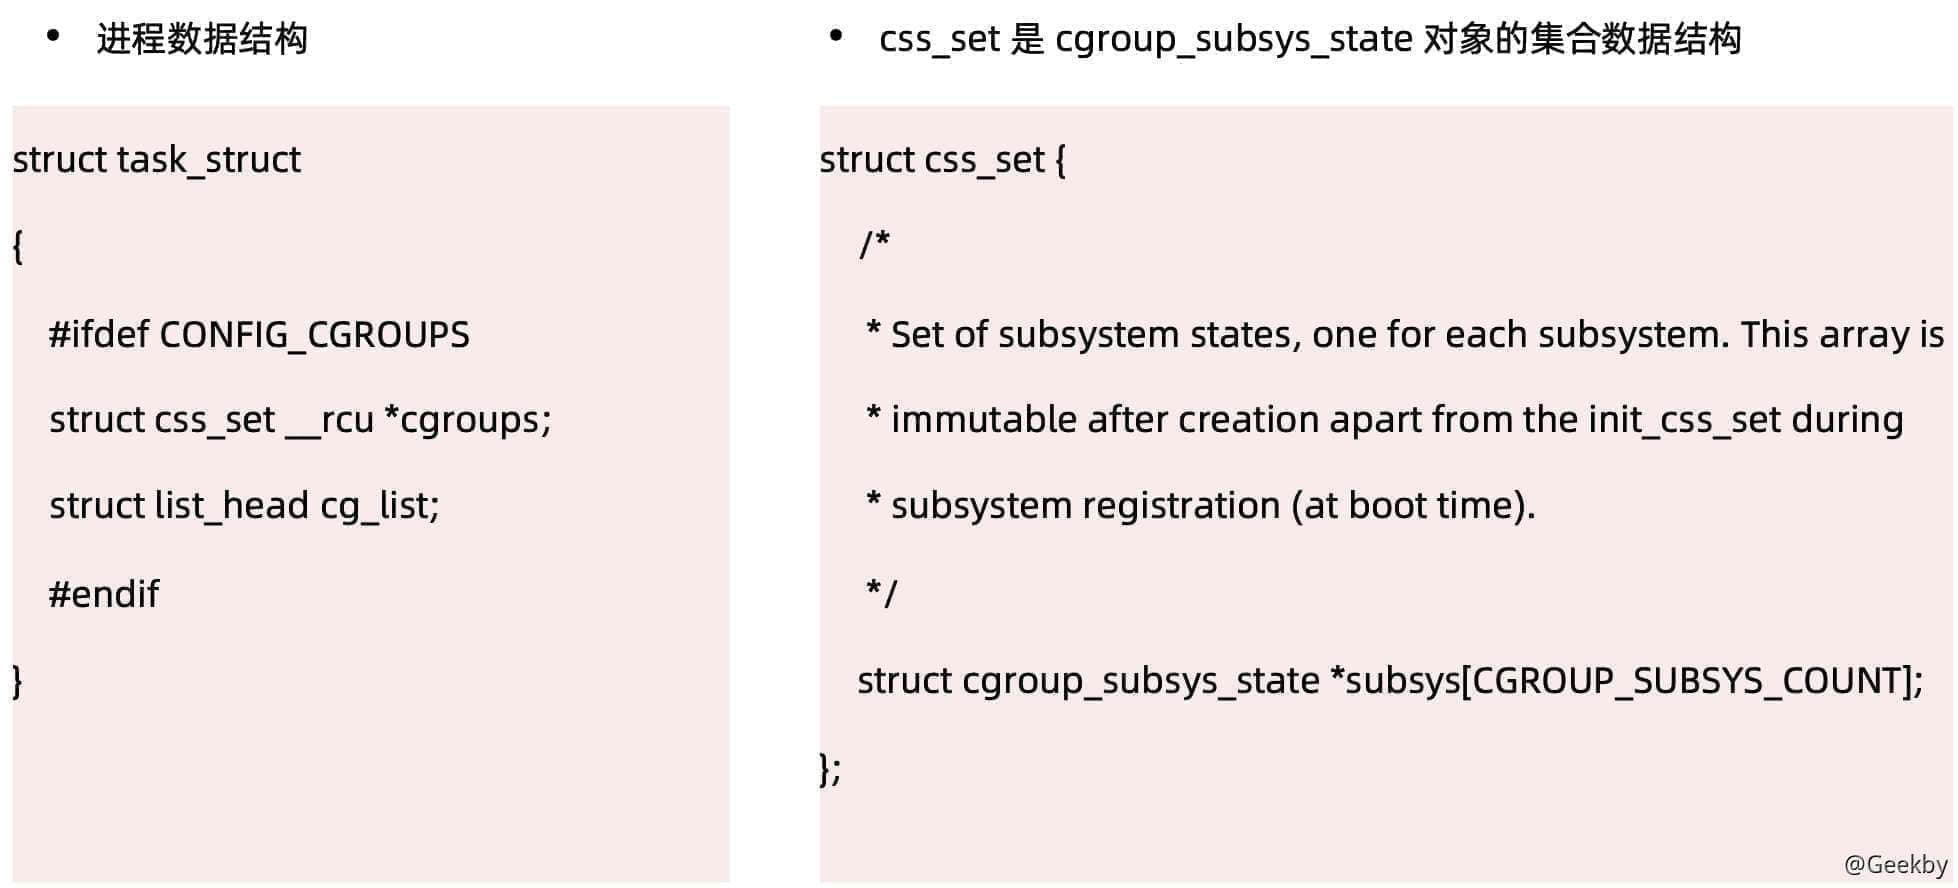 • 进程数据结构
struct task_struct
{
#ifdef CONFIG_CGROUPS
struct css_set __rcu *cgroups;
struct list_head cg_list;
#endif
}
• css_set 是 cgroup_subsys_state 对象的集合数据结构
struct css_set {
/*
* Set of subsystem states, one for each subsystem. This array is
* immutable after creation apart from the init_css_set during
* subsystem registration (at boot time).
*/
struct cgroup_subsys_state *subsys[CGROUP_SUBSYS_COUNT];
};
@Geekby